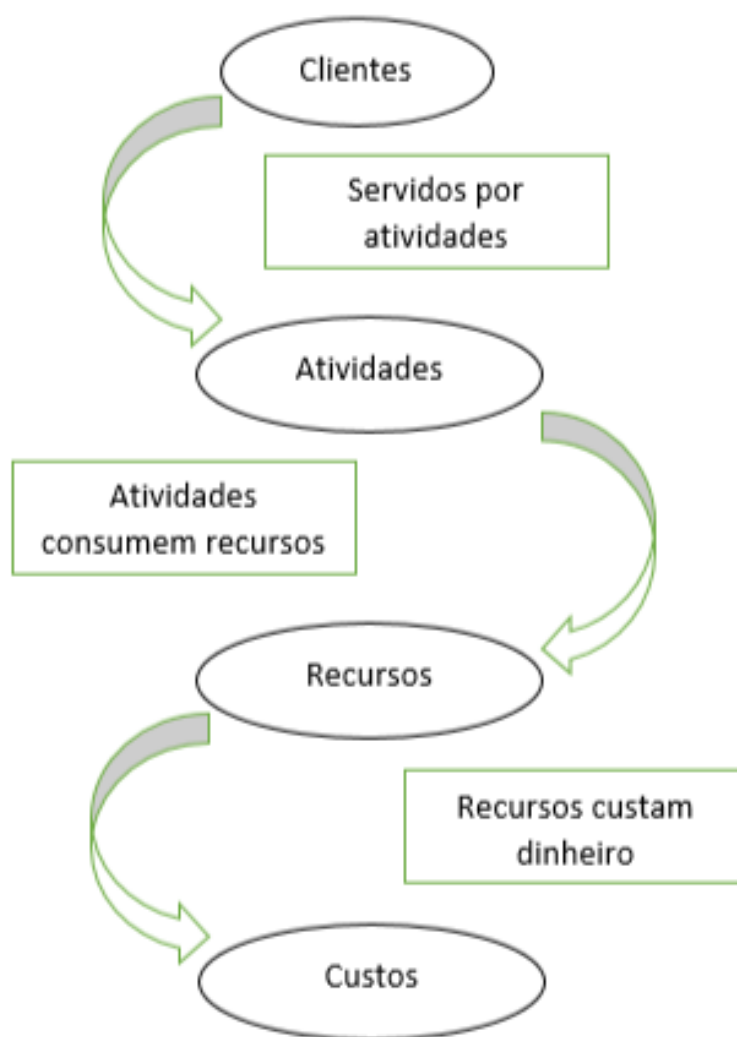 Clientes
Servidos por
atividades
Atividades
Atividades
consumem recursos
Recursos
Recursos custam
dinheiro
Custos